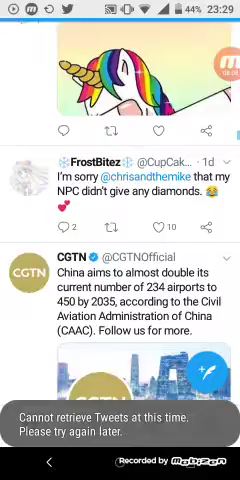 44% 23:29
08:08
❄FrostBitez❄ @CupCak... · 1d
I'm sorry @chrisandthemike that my
NPC didn't give any diamonds. 😂
💕
2 10
CGTN @CGTNOfficial
CGTN
China aims to almost double its
current number of 234 airports to
450 by 2035, according to the Civil
Aviation Administration of China
(CAAC). Follow us for more.
CGTN
Cannot retrieve Tweets at this time.
Please try again later.
Recorded by Mobizen